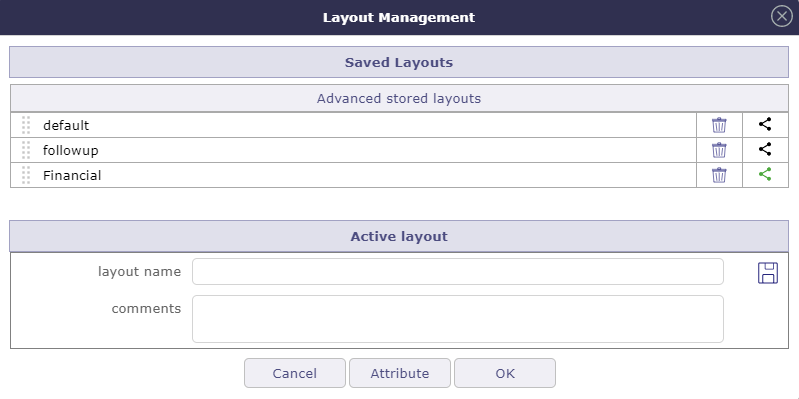 Layout Management
Saved Layouts
Advanced stored layouts
default
followup
Financial
Active layout
layout name
comments
Cancel
Attribute
OK